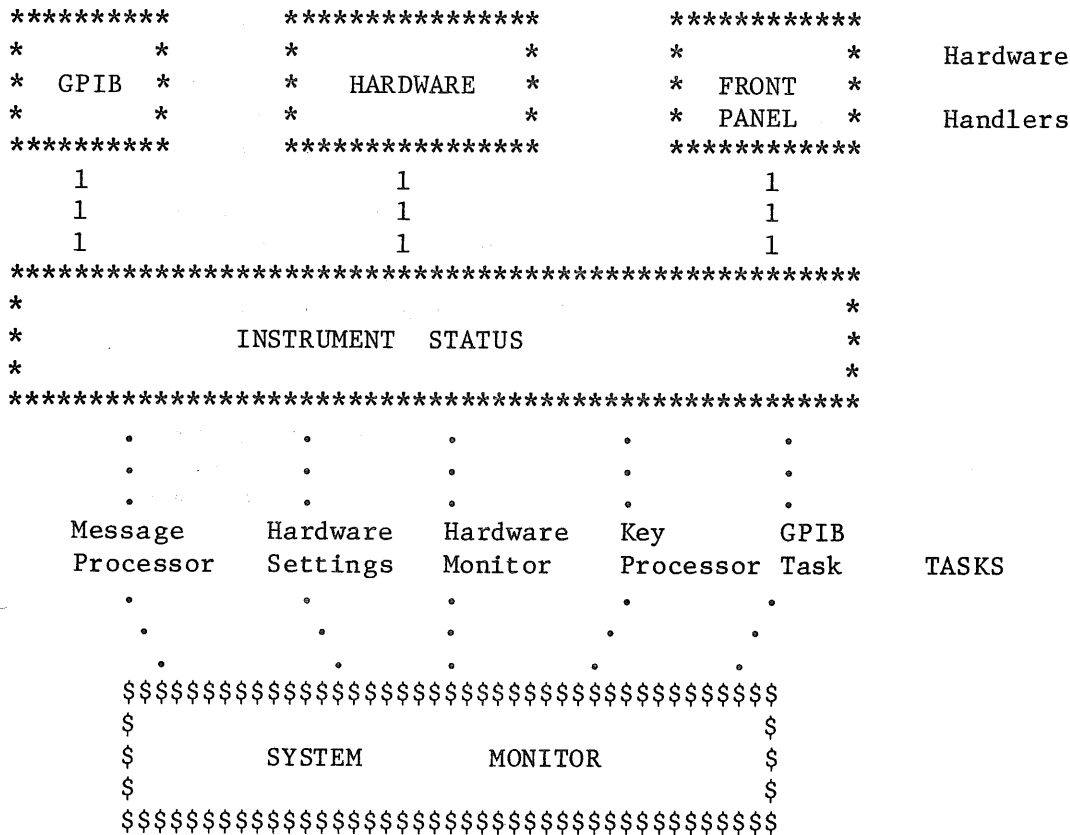 **********       ****************        ************
*        *       *              *        *          *     Hardware
*  GPIB  *       *   HARDWARE   *        *  FRONT   *
*        *       *              *        *  PANEL   *     Handlers
**********       ****************        ************
    1                   1                      1
    1                   1                      1
    1                   1                      1
*****************************************************
*                                                   *
*             INSTRUMENT  STATUS                    *
*                                                   *
*****************************************************
       .          .        .          .         .
       .          .        .          .         .
       .          .        .          .         .
    Message     Hardware   Hardware   Key       GPIB
    Processor   Settings   Monitor    Processor Task     TASKS
       .          .        .          .        .
        .          .       .         .        .
         .          .      .        .        .
       $$$$$$$$$$$$$$$$$$$$$$$$$$$$$$$$$$$$$$$$$
       $                                       $
       $        SYSTEM        MONITOR          $
       $                                       $
       $$$$$$$$$$$$$$$$$$$$$$$$$$$$$$$$$$$$$$$$$